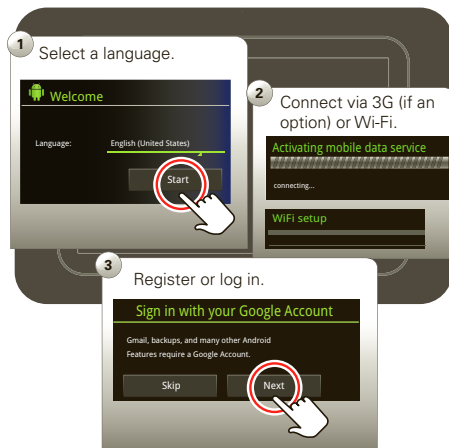 1
Select a language.
Welcome
Language: English (United States)
Start
2
Connect via 3G (if an
option) or Wi-Fi.
Activating mobile data service
connecting...
WiFi setup
3
Register or log in.
Sign in with your Google Account
Gmail, backups, and many other Android
Features require a Google Account.
Skip Next